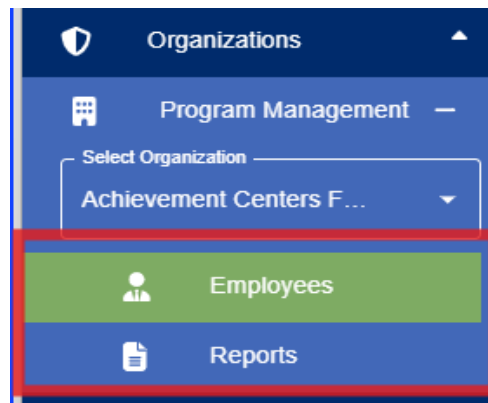 Organizations
Program Management
Select Organization
Achievement Centers F...
Employees
Reports